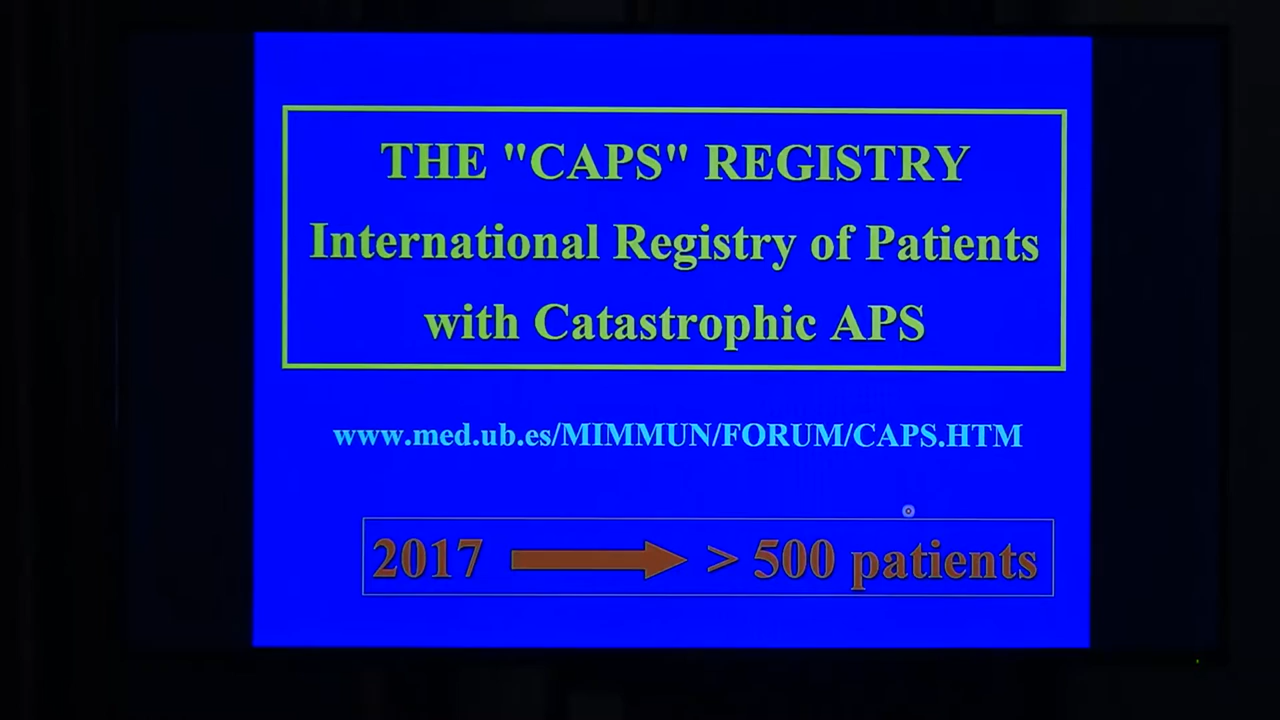 THE "CAPS" REGISTRY
International Registry of Patients
with Catastrophic APS
www.med.ub.es/MIMMUN/FORUM/CAPS.HTM
2017 > 500 patients